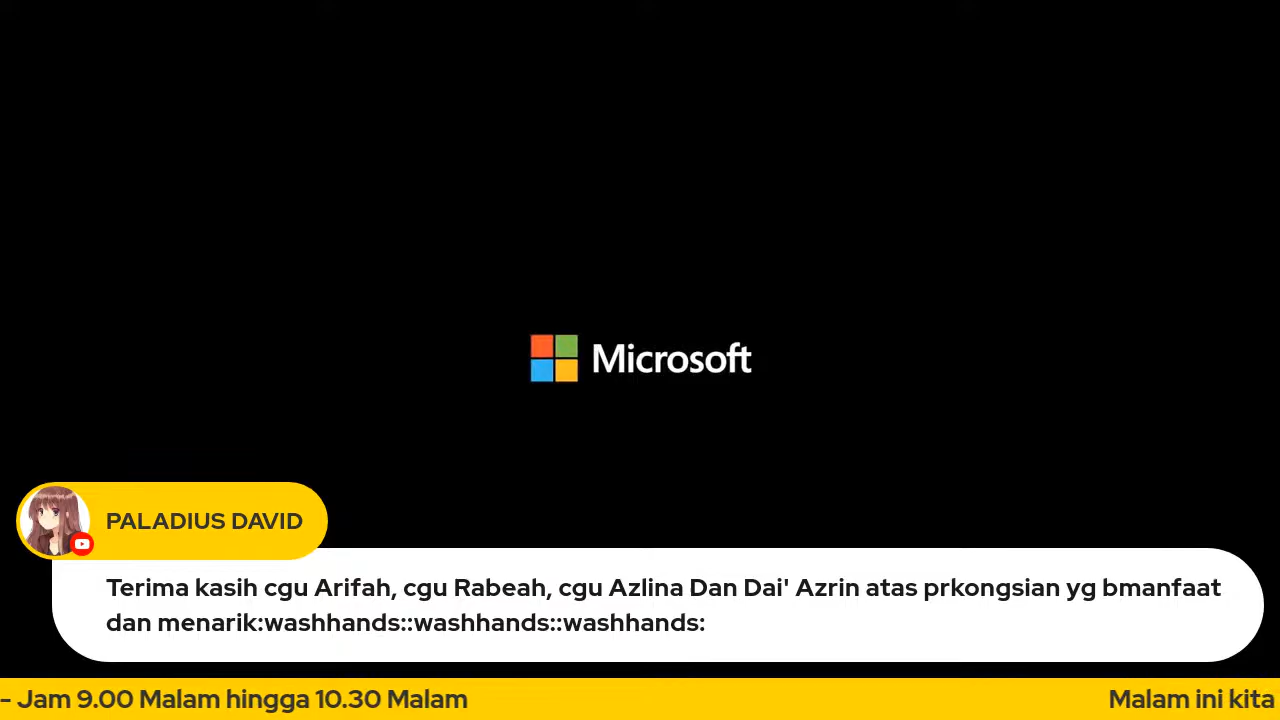 Microsoft
PALADIUS DAVID
Terima kasih cgu Arifah, cgu Rabeah, cgu Azlina Dan Dai' Azrin atas prkongsian yg bmanfaat
dan menarik:washhands::washhands::washhands:
- Jam 9.00 Malam hingga 10.30 Malam
Malam ini kita